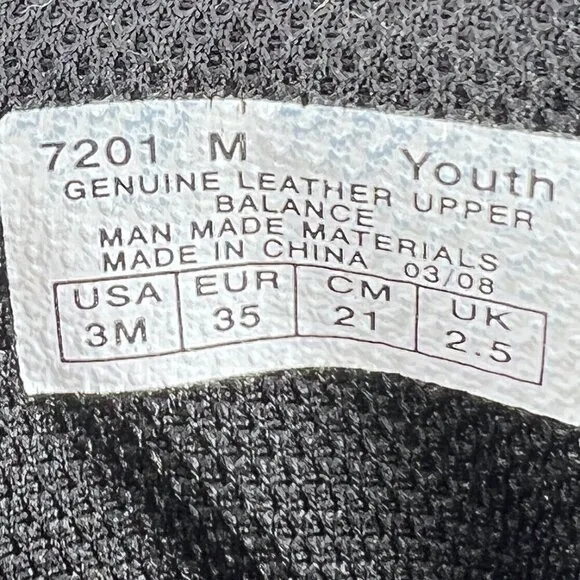 7201 M Youth
GENUINE LEATHER UPPER
BALANCE
MAN MADE MATERIALS
MADE IN CHINA 03/08
USA EUR CM UK
3M 35 21 2.5